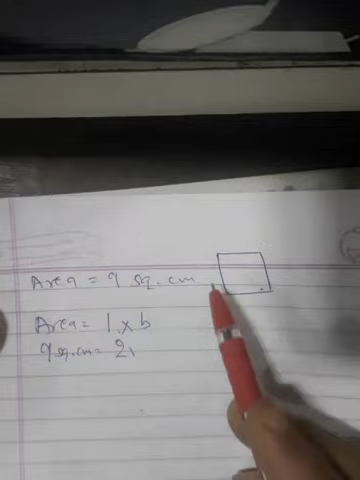 Area = 9 sq. cm
Area = l x b
9 sq. cm = 2